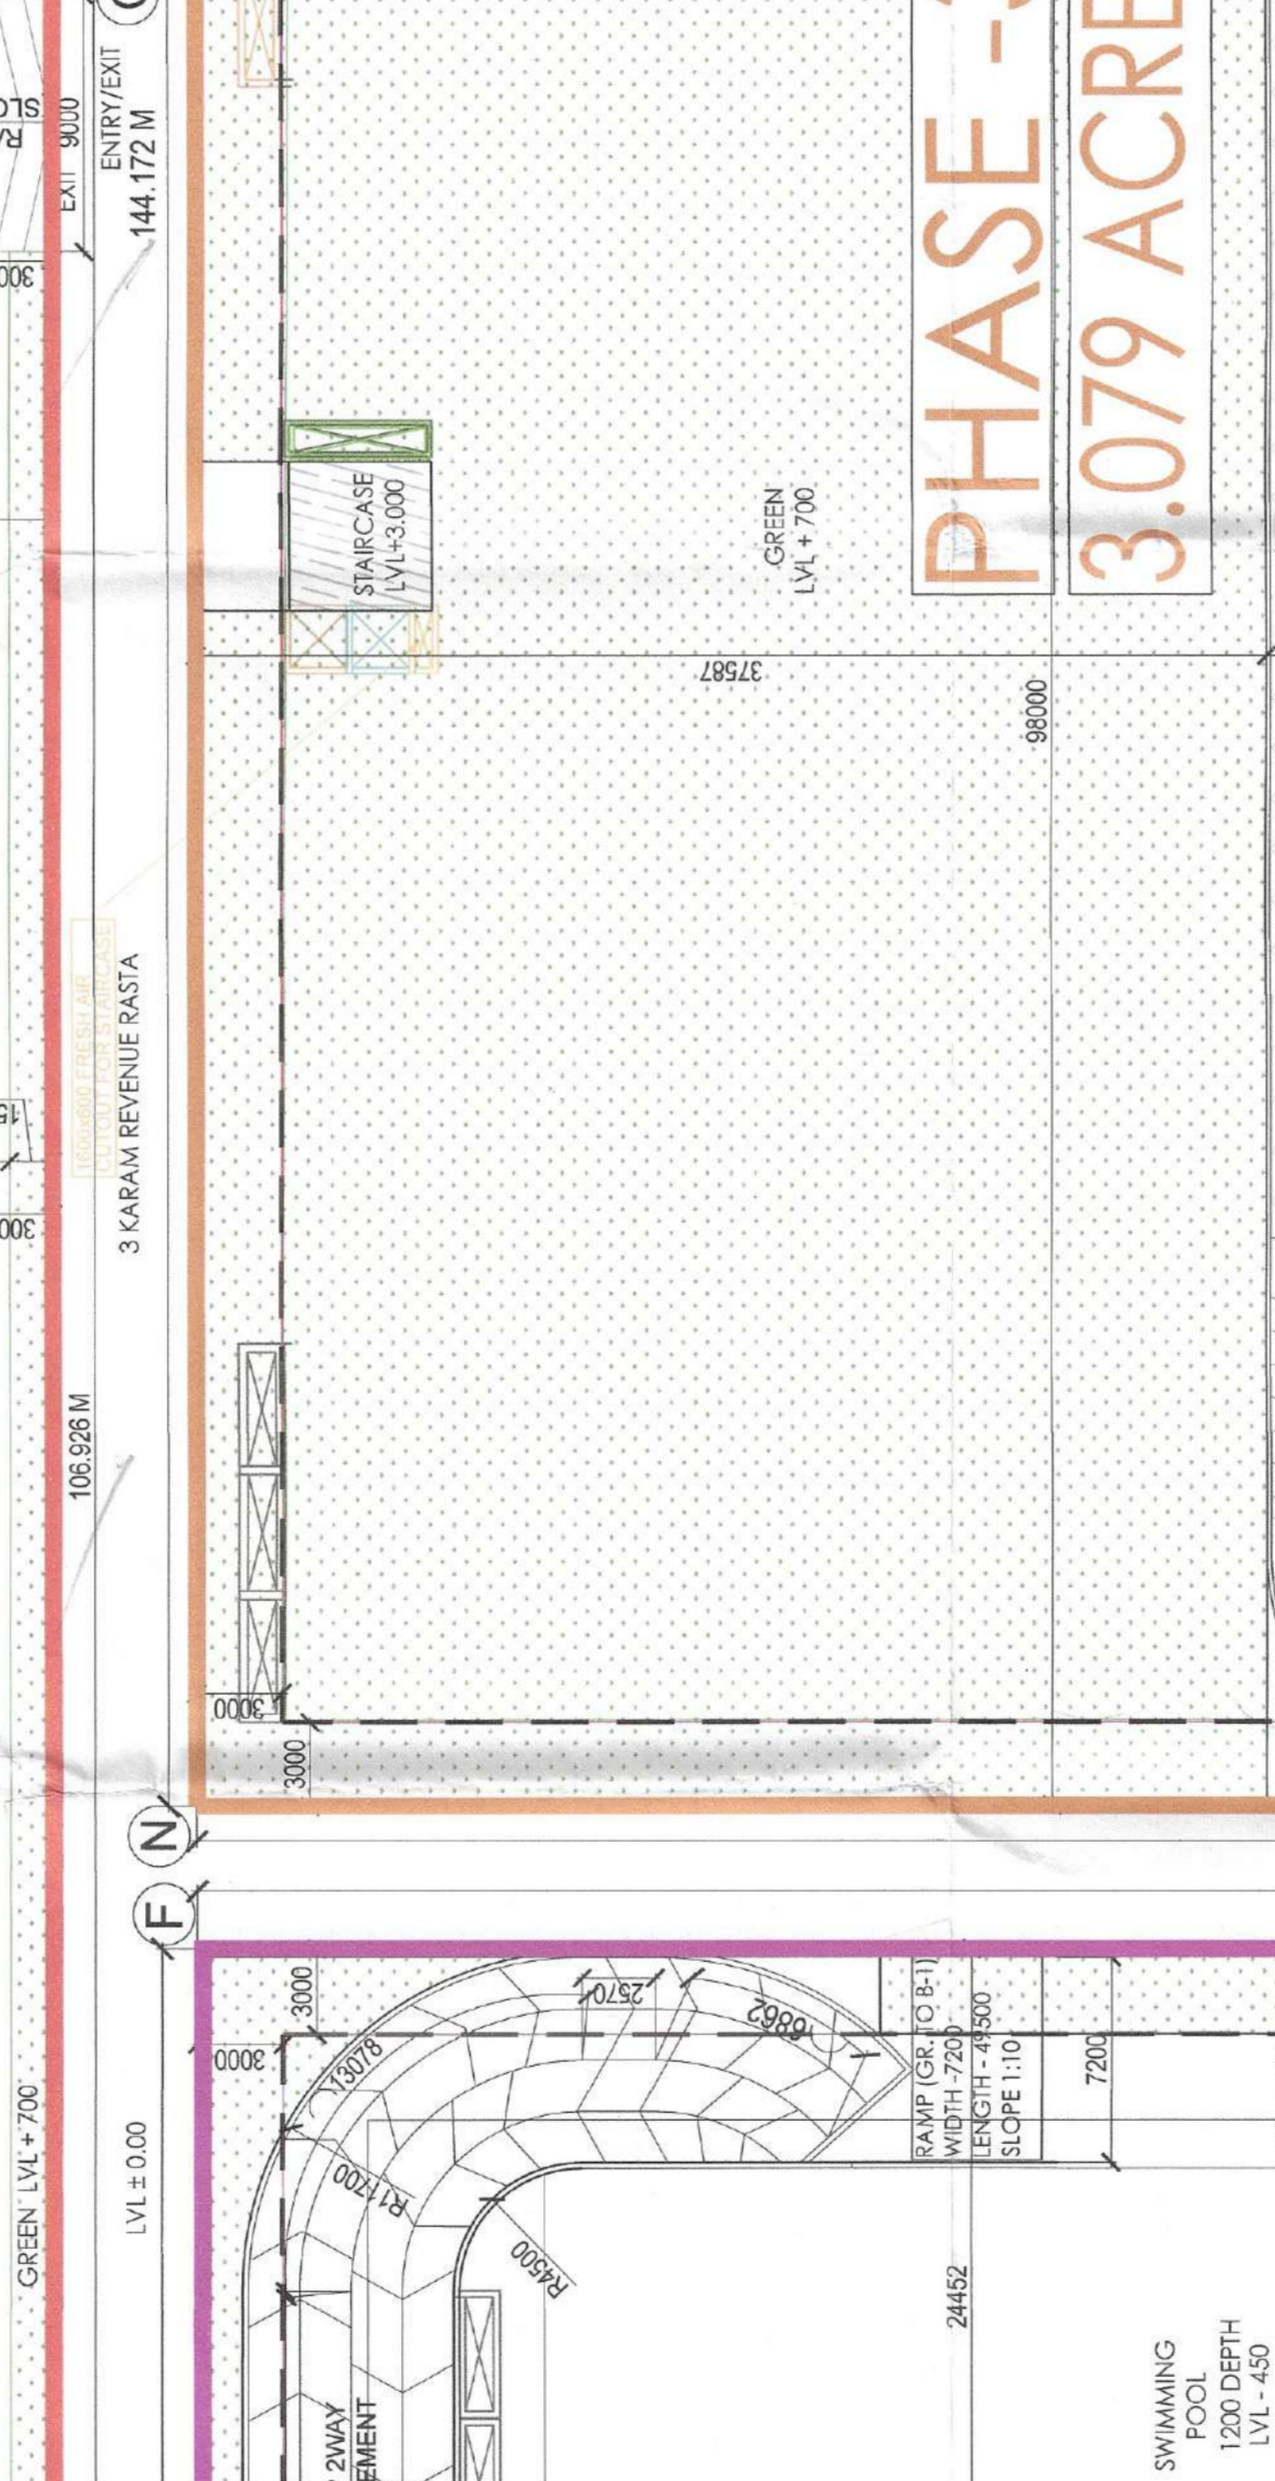 EXIT 9000
ENTRY/EXIT
144.172 M
300
PHASE -3
3.079 ACRE
STAIRCASE
LVL+3.000
GREEN
LVL + 700
37587
98000
1600x600 FRESH AIR
CUTOUT FOR STAIRCASE
3 KARAM REVENUE RASTA
300
106.926 M
3000
3000
N
F
3000
3000
13078
2570
6862
R11700
R4500
RAMP (GR. TO B-1)
WIDTH -7200
LENGTH - 49500
SLOPE 1:10
7200
GREEN LVL + 700
LVL ± 0.00
24452
2WAY
EMENT
SWIMMING
POOL
1200 DEPTH
LVL - 450